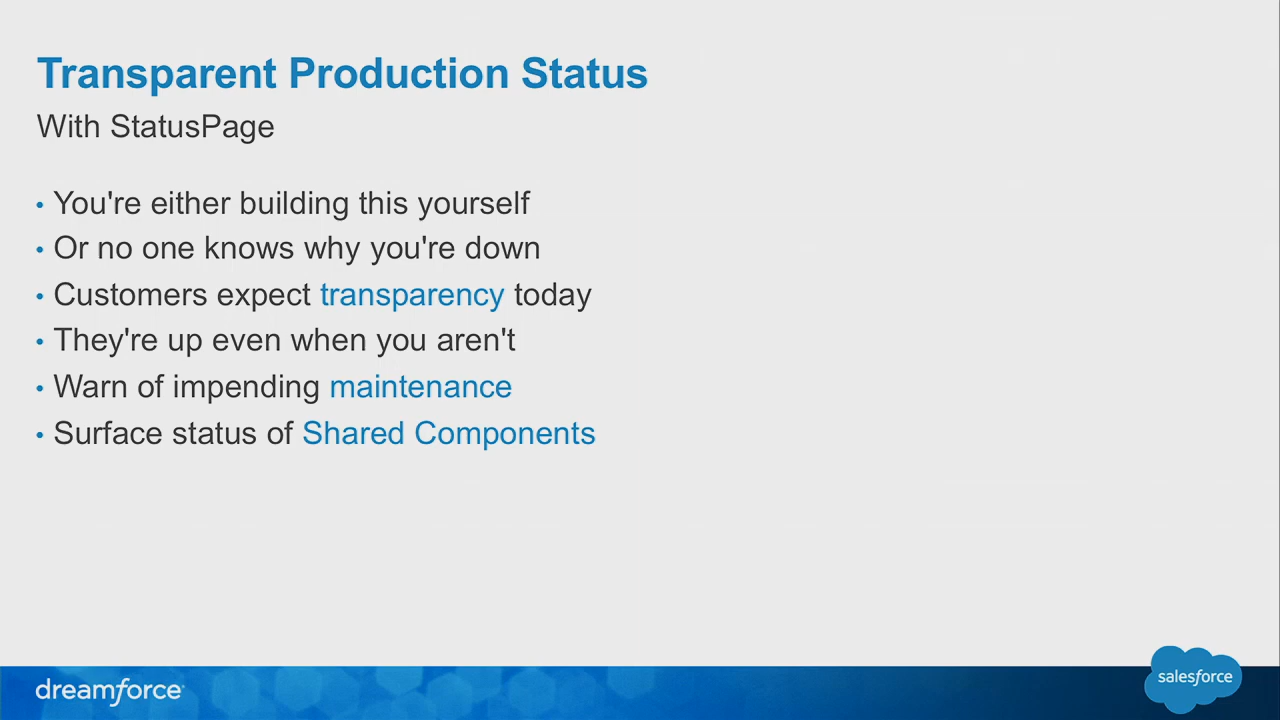 Transparent Production Status
With StatusPage
• You're either building this yourself
• Or no one knows why you're down
• Customers expect transparency today
• They're up even when you aren't
• Warn of impending maintenance
• Surface status of Shared Components
dreamforce
salesforce